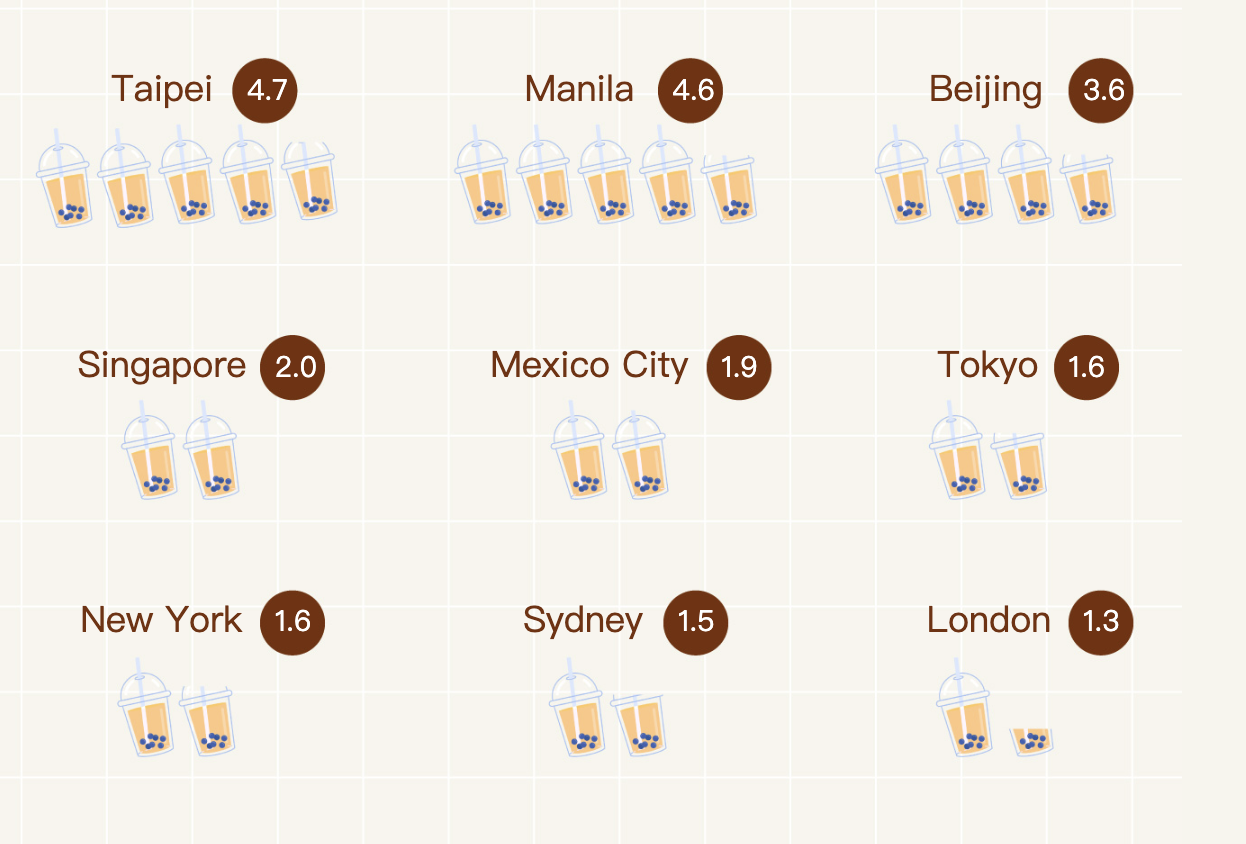 Taipei 4.7
Manila 4.6
Beijing 3.6
Singapore 2.0
Mexico City 1.9
Tokyo 1.6
New York 1.6
Sydney 1.5
London 1.3